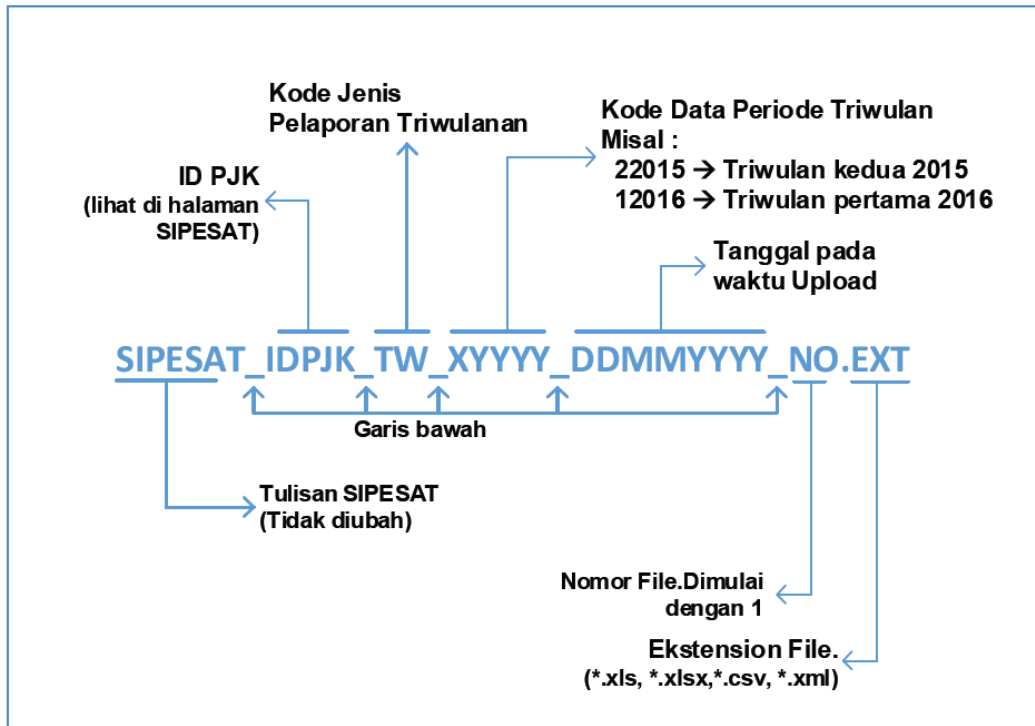 Kode Jenis
Pelaporan Triwulanan
Kode Data Periode Triwulan
Misal :
22015 → Triwulan kedua 2015
12016 → Triwulan pertama 2016
ID PJK
(lihat di halaman
SIPESAT)
Tanggal pada
waktu Upload
SIPESAT_IDPJK_TW_XYYYY_DDMMYYYY_NO.EXT
Garis bawah
Tulisan SIPESAT
(Tidak diubah)
Nomor File.Dimulai
dengan 1
Ekstension File.
(*.xls, *.xlsx,*.csv, *.xml)